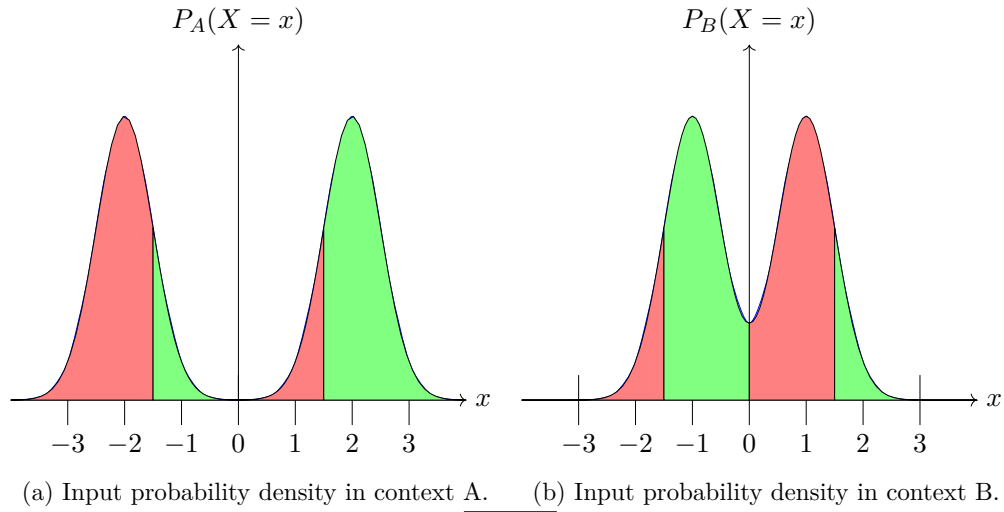 P_A(X = x)
x
−3 −2 −1 0 1 2 3
(a) Input probability density in context A.
P_B(X = x)
x
−3 −2 −1 0 1 2 3
(b) Input probability density in context B.